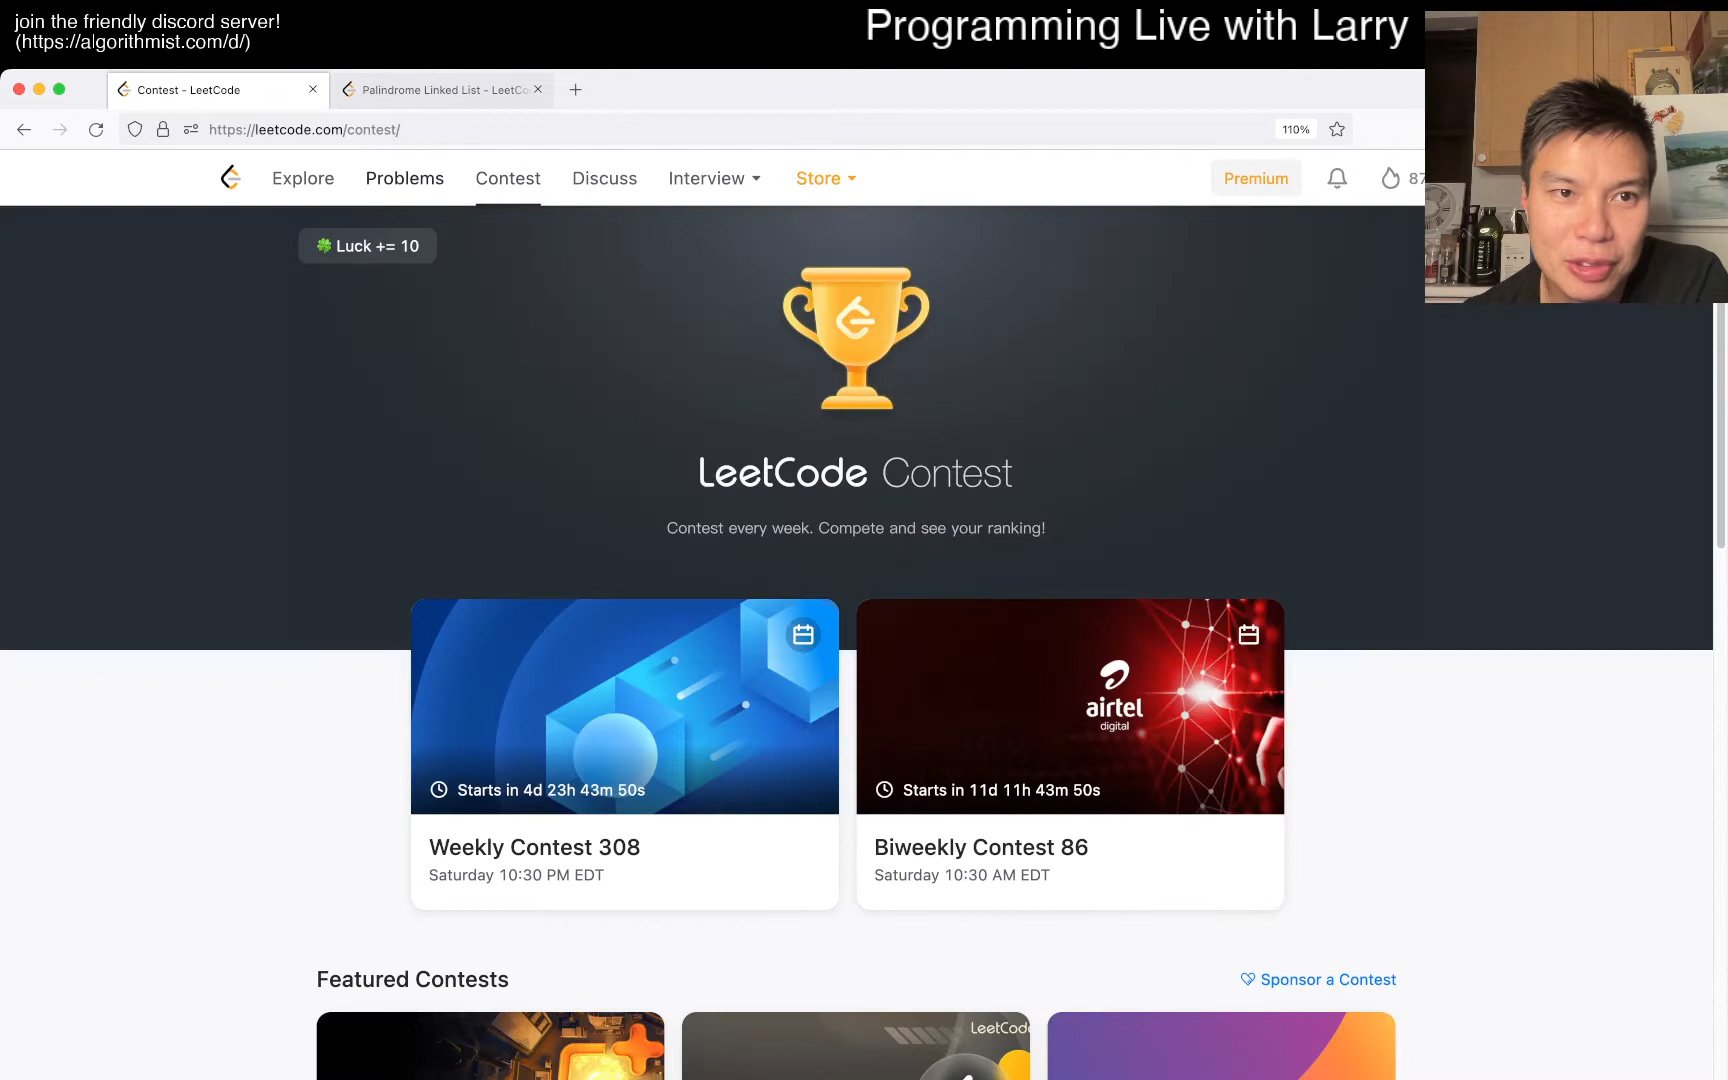 join the friendly discord server!
(https://algorithmist.com/d/)
Programming Live with Larry
Contest - LeetCode
Palindrome Linked List - LeetCo
https://leetcode.com/contest/
110%
Explore
Problems
Contest
Discuss
Interview
Store
Premium
87
Luck += 10
LeetCode Contest
Contest every week. Compete and see your ranking!
airtel
digital
Starts in 4d 23h 43m 50s
Starts in 11d 11h 43m 50s
Weekly Contest 308
Saturday 10:30 PM EDT
Biweekly Contest 86
Saturday 10:30 AM EDT
Featured Contests
Sponsor a Contest
LeetCode